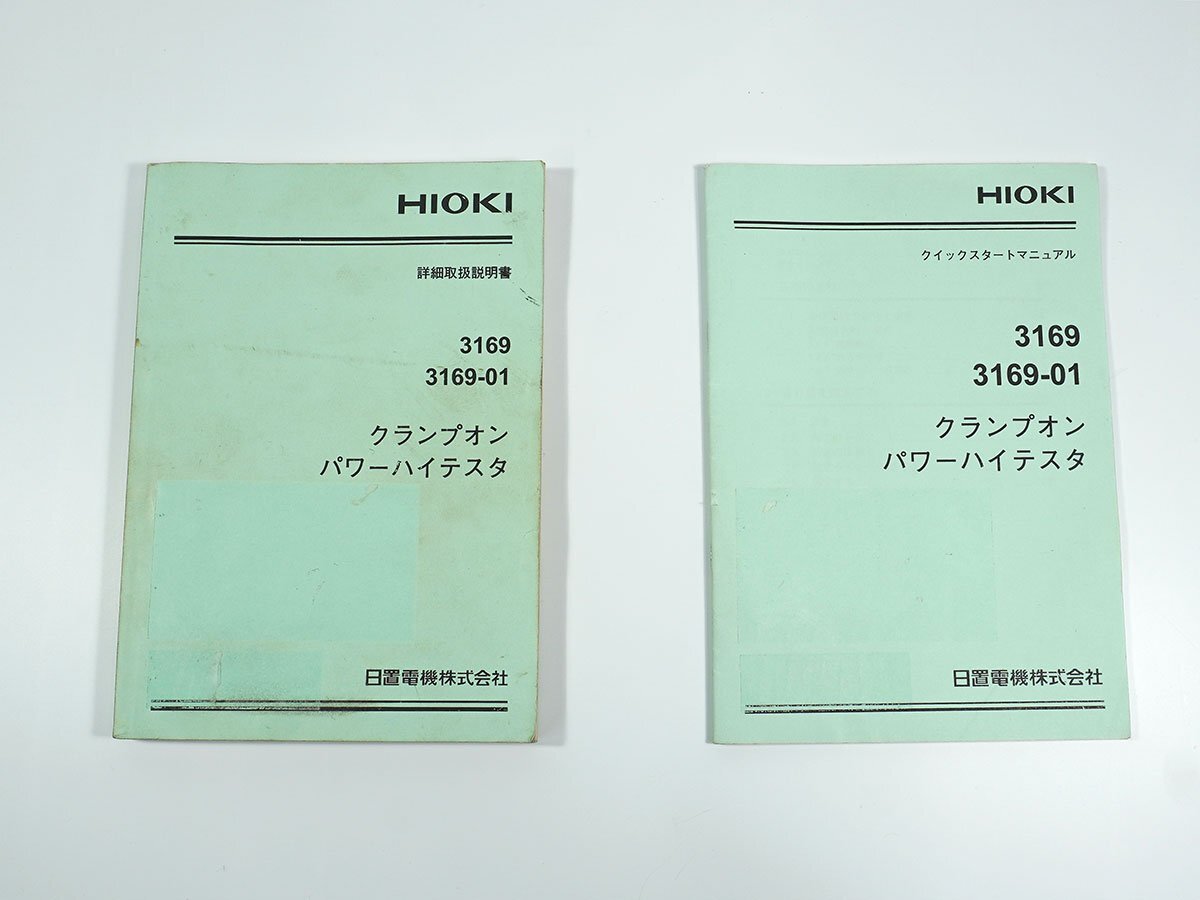 HIOKI
詳細取扱説明書
3169
3169-01
クランプオン
パワーハイテスタ
日置電機株式会社
HIOKI
クイックスタートマニュアル
3169
3169-01
クランプオン
パワーハイテスタ
日置電機株式会社